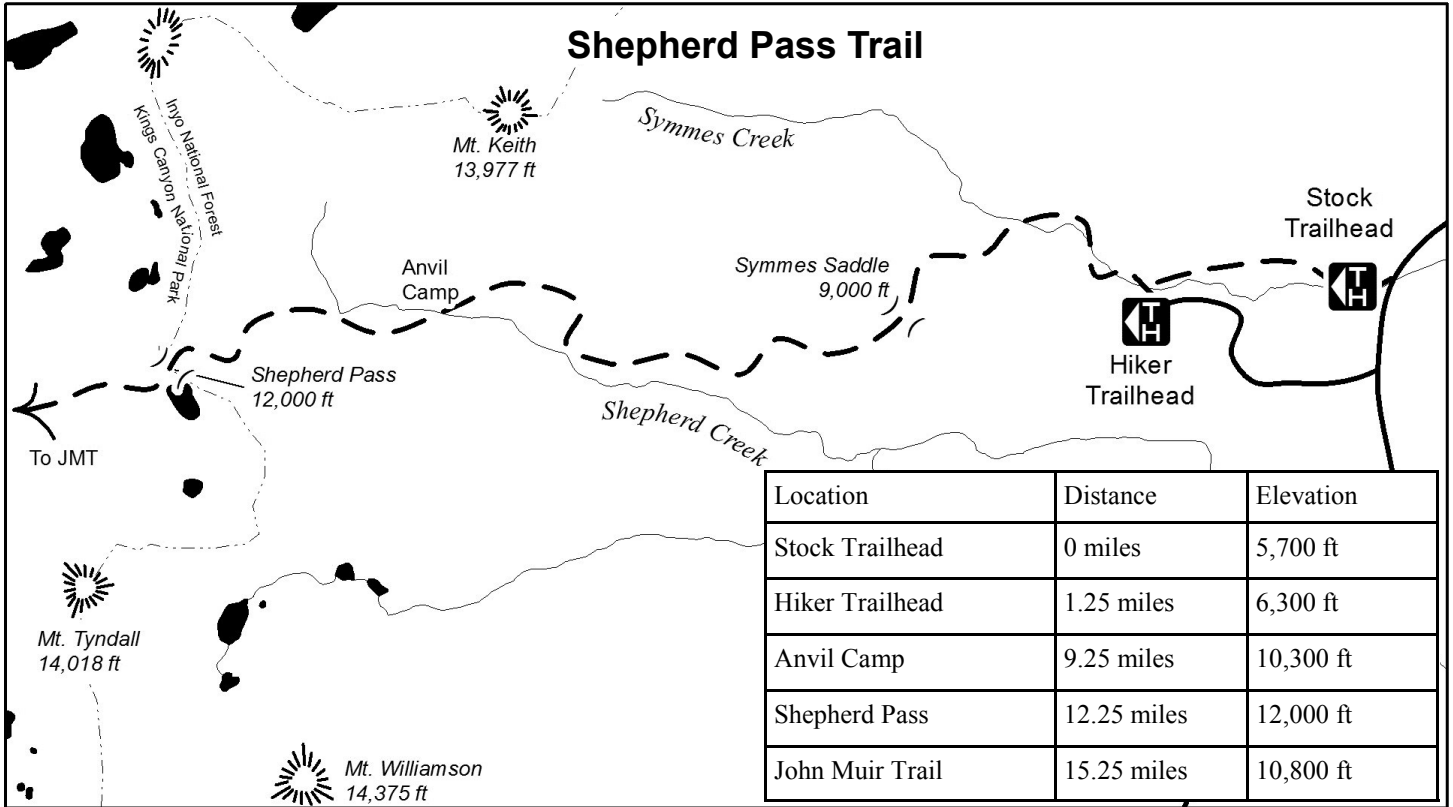 Shepherd Pass Trail
Inyo National Forest
Kings Canyon National Park
Mt. Keith
13,977 ft
Symmes Creek
Stock
Trailhead
TH
Symmes Saddle
9,000 ft
Anvil
Camp
TH
Hiker
Trailhead
Shepherd Pass
12,000 ft
Shepherd Creek
To JMT
Mt. Tyndall
14,018 ft
Mt. Williamson
14,375 ft
Location Distance Elevation
Stock Trailhead 0 miles 5,700 ft
Hiker Trailhead 1.25 miles 6,300 ft
Anvil Camp 9.25 miles 10,300 ft
Shepherd Pass 12.25 miles 12,000 ft
John Muir Trail 15.25 miles 10,800 ft